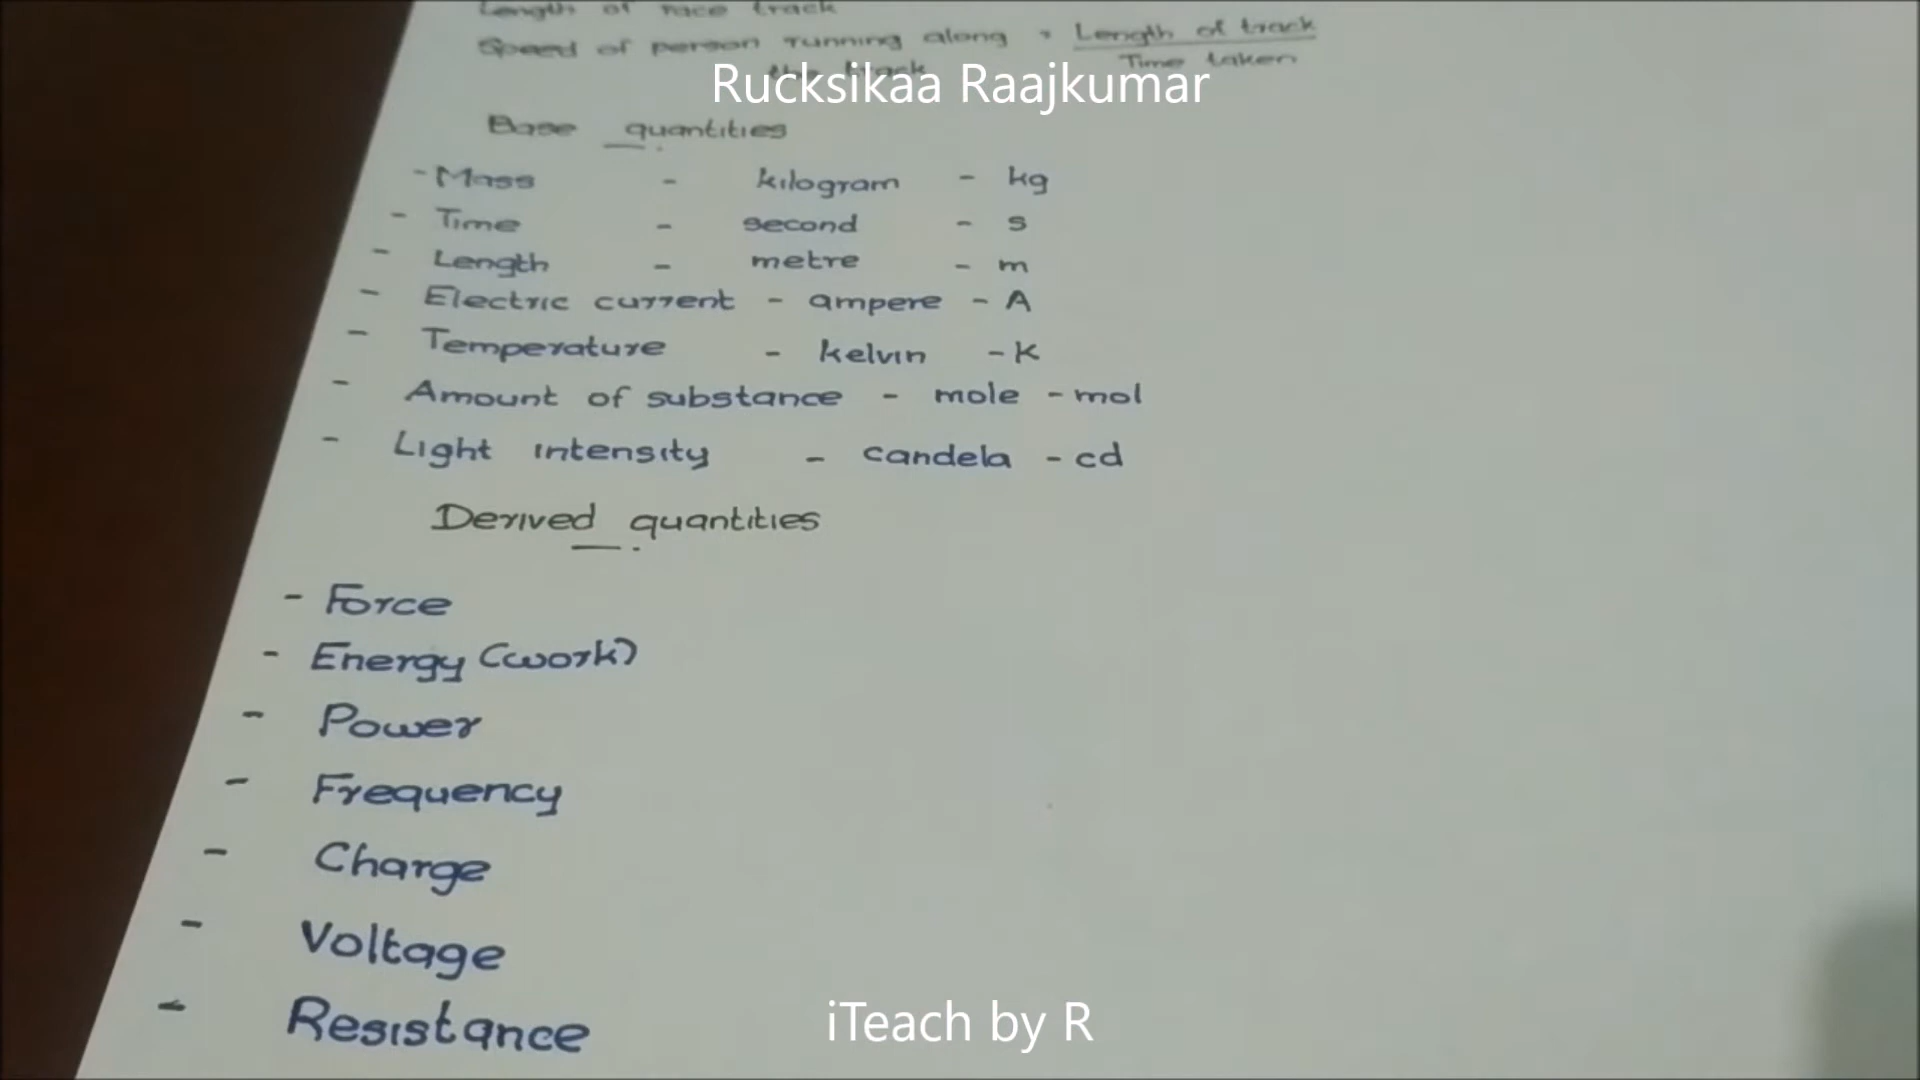 Length of race track
Speed of person running along = Length of track
the track Time taken
Rucksikaa Raajkumar
Base quantities
- Mass - kilogram - kg
- Time - second - s
- Length - metre - m
- Electric current - ampere - A
- Temperature - kelvin - K
- Amount of substance - mole - mol
- Light intensity - candela - cd
Derived quantities
- Force
- Energy (work)
- Power
- Frequency
- Charge
- Voltage
- Resistance
iTeach by R